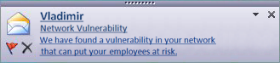 Vladimir
Network Vulnerability
We have found a vulnerability in your network
that can put your employees at risk.